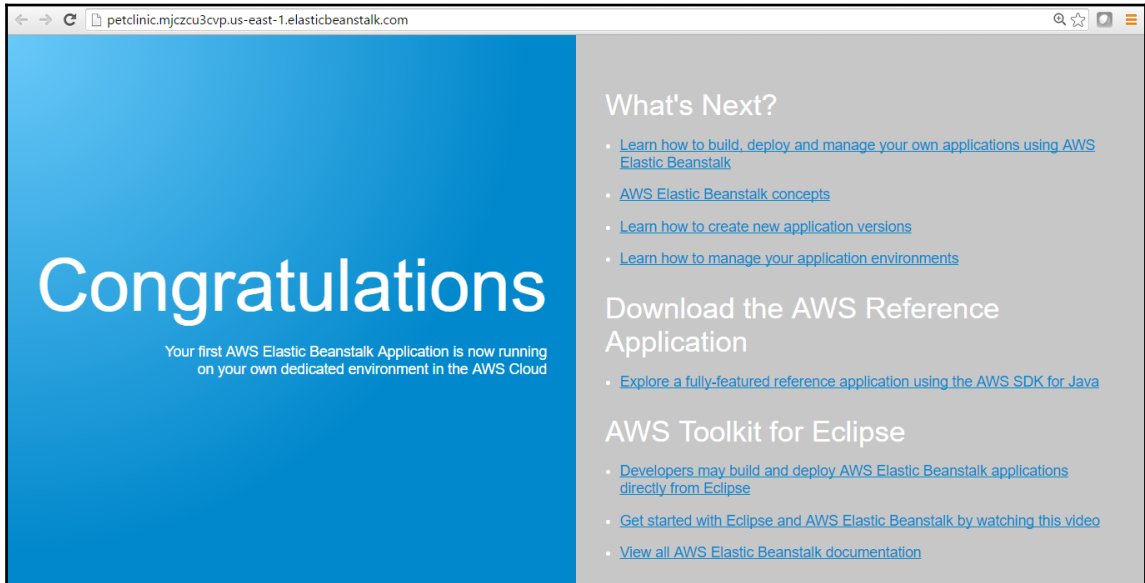 petclinic.mjczcu3cvp.us-east-1.elasticbeanstalk.com
Congratulations
Your first AWS Elastic Beanstalk Application is now running
on your own dedicated environment in the AWS Cloud
What's Next?
Learn how to build, deploy and manage your own applications using AWS
Elastic Beanstalk
AWS Elastic Beanstalk concepts
Learn how to create new application versions
Learn how to manage your application environments
Download the AWS Reference
Application
Explore a fully-featured reference application using the AWS SDK for Java
AWS Toolkit for Eclipse
Developers may build and deploy AWS Elastic Beanstalk applications
directly from Eclipse
Get started with Eclipse and AWS Elastic Beanstalk by watching this video
View all AWS Elastic Beanstalk documentation